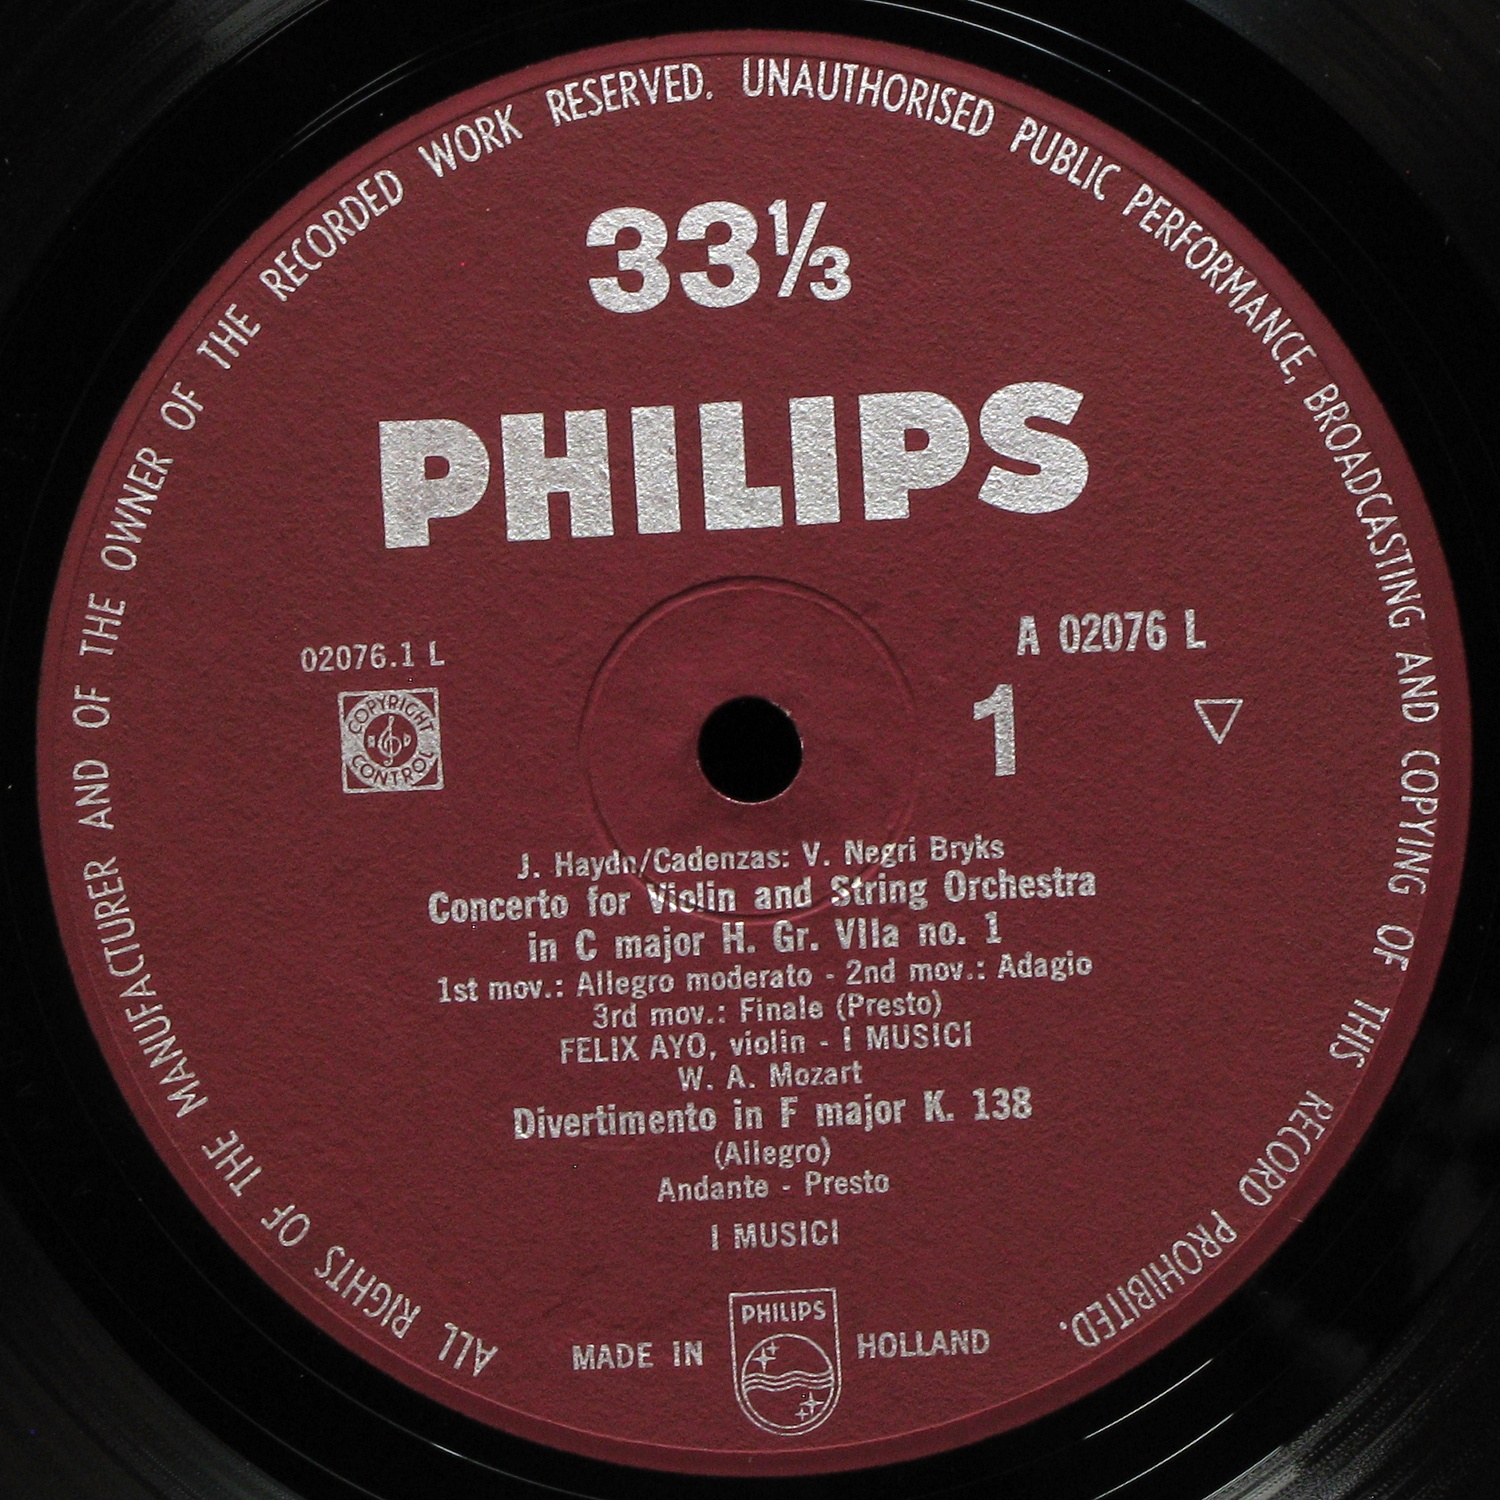 ALL RIGHTS OF THE MANUFACTURER AND OF THE OWNER OF THE RECORDED WORK RESERVED. UNAUTHORISED PUBLIC PERFORMANCE, BROADCASTING AND COPYING OF THIS RECORD PROHIBITED.
33⅓
PHILIPS
02076.1 L
A 02076 L
COPYRIGHT
CONTROL
1
J. Haydn/Cadenzas: V. Negri Bryks
Concerto for Violin and String Orchestra
in C major H. Gr. VIIa no. 1
1st mov.: Allegro moderato - 2nd mov.: Adagio
3rd mov.: Finale (Presto)
FELIX AYO, violin - I MUSICI
W. A. Mozart
Divertimento in F major K. 138
(Allegro)
Andante - Presto
I MUSICI
PHILIPS
MADE IN HOLLAND